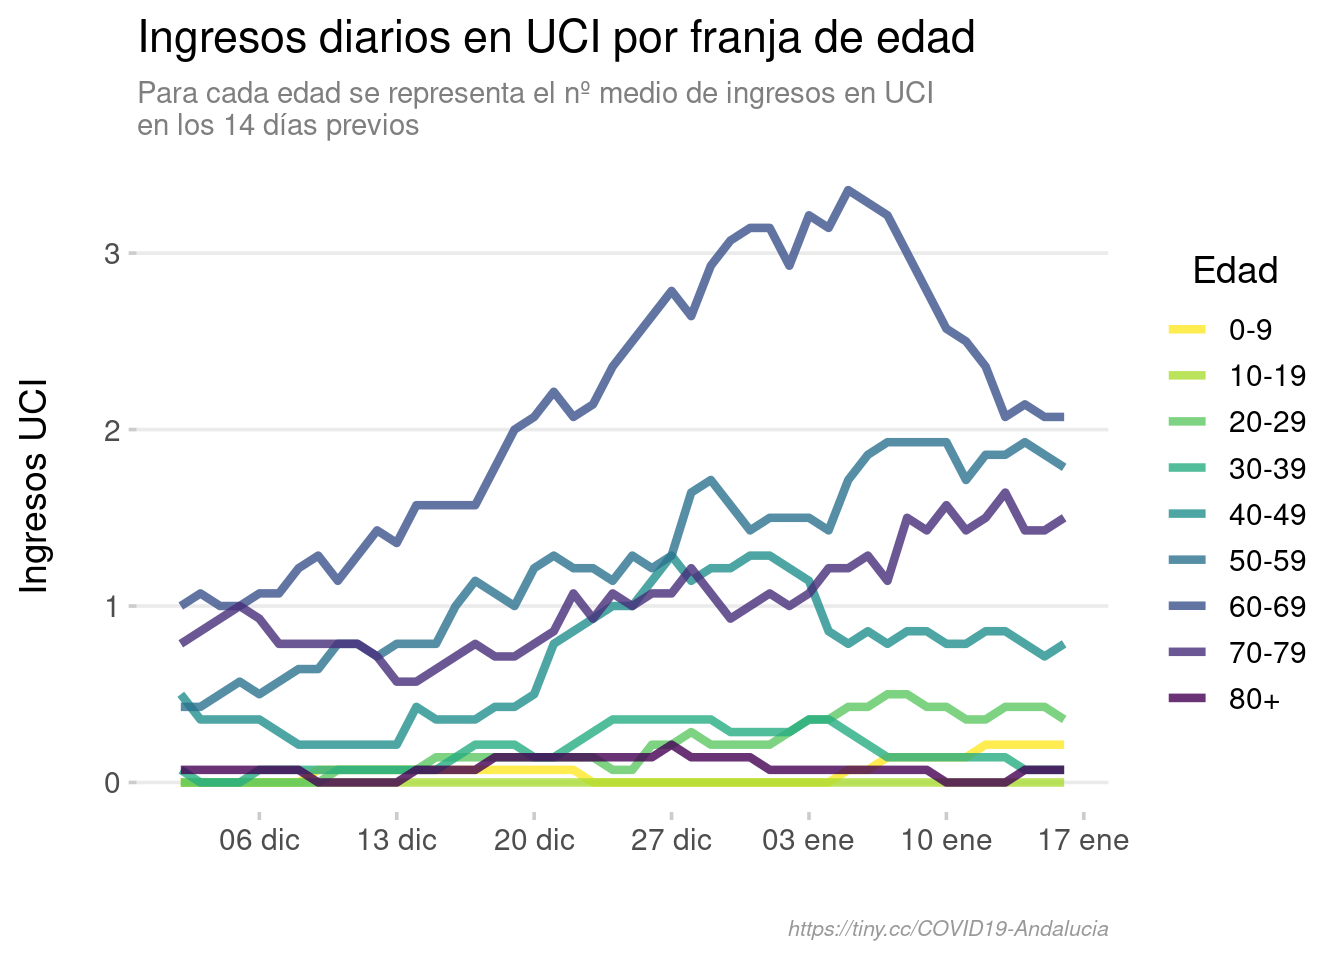 Ingresos diarios en UCI por franja de edad
Para cada edad se representa el nº medio de ingresos en UCI
en los 14 días previos
Ingresos UCI
3
2
1
0
06 dic
13 dic
20 dic
27 dic
03 ene
10 ene
17 ene
Edad
0-9
10-19
20-29
30-39
40-49
50-59
60-69
70-79
80+
https://tiny.cc/COVID19-Andalucia